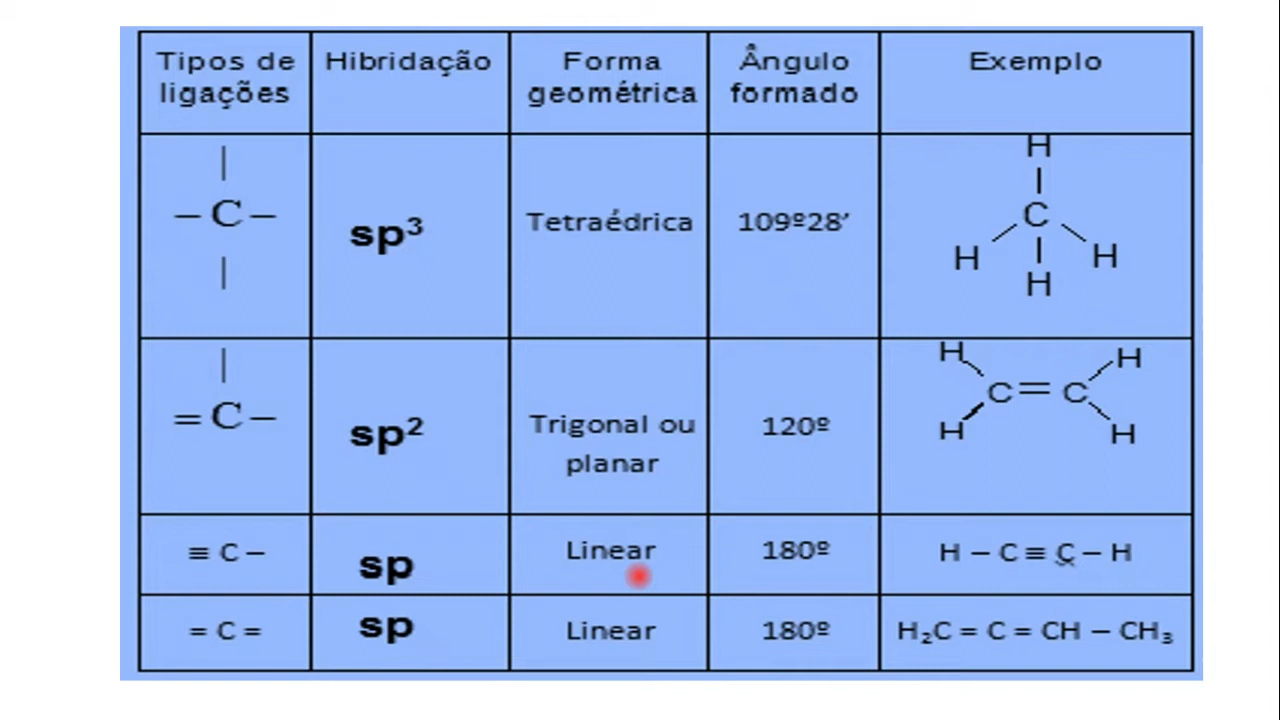 Tipos de ligações Hibridação Forma geométrica Ângulo formado Exemplo
|
– C –
|
sp³
Tetraédrica
109º28’
H
|
C
H | H
H
|
= C –
sp²
Trigonal ou
planar
120º
H H
C = C
H H
≡ C – sp Linear 180º H – C ≡ C – H
= C = sp Linear 180º H₂C = C = CH – CH₃